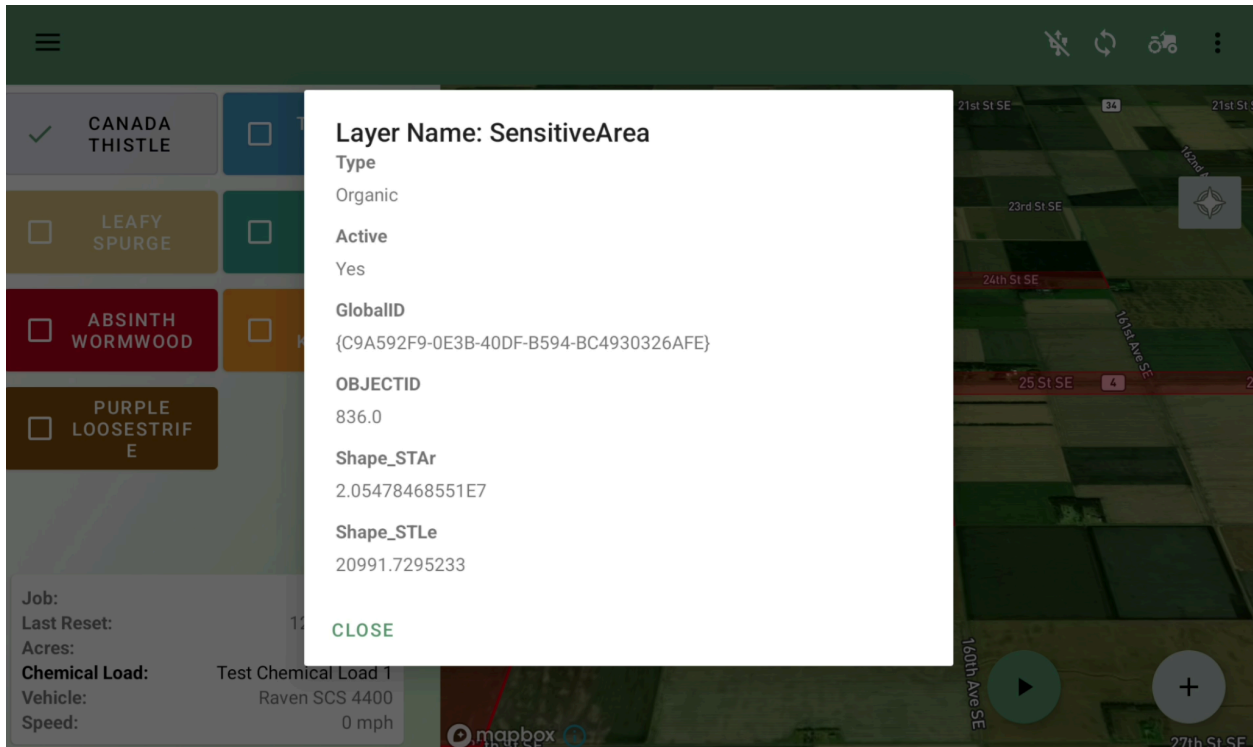 CANADA
THISTLE
LEAFY
SPURGE
ABSINTH
WORMWOOD
PURPLE
LOOSESTRIF
E
Layer Name: SensitiveArea
Type
Organic
Active
Yes
GlobalID
{C9A592F9-0E3B-40DF-B594-BC4930326AFE}
OBJECTID
836.0
Shape_STAr
2.05478468551E7
Shape_STLe
20991.7295233
CLOSE
Job:
Last Reset: 12
Acres:
Chemical Load: Test Chemical Load 1
Vehicle: Raven SCS 4400
Speed: 0 mph
21st St SE
34
21st St
162nd
23rd St SE
24th St SE
161st Ave SE
25 St SE
4
160th Ave SE
27th St SE
mapbox